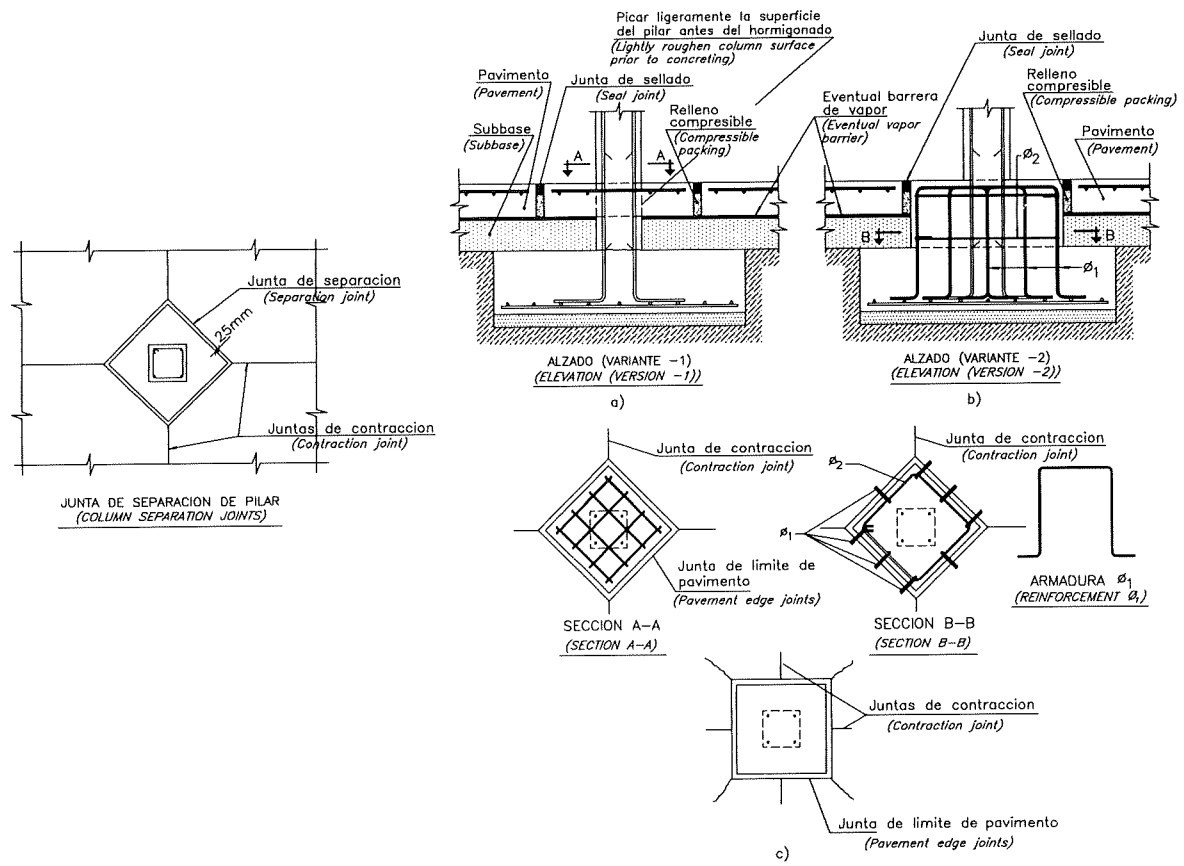 Picar ligeramente la superficie
del pilar antes del hormigonado
(Lightly roughen column surface
prior to concreting)
Pavimento
(Pavement)
Junta de sellado
(Seal joint)
Subbase
(Subbase)
Relleno
compresible
(Compressible
packing)
A
A
Eventual barrera
de vapor
(Eventual vapor
barrier)
Junta de sellado
(Seal joint)
Relleno
compresible
(Compressible packing)
Pavimento
(Pavement)
Ø2
B
B
Ø1
ALZADO (VARIANTE -1)
(ELEVATION (VERSION -1))
a)
ALZADO (VARIANTE -2)
(ELEVATION (VERSION -2))
b)
Junta de separacion
(Separation joint)
25mm
Juntas de contraccion
(Contraction joint)
JUNTA DE SEPARACION DE PILAR
(COLUMN SEPARATION JOINTS)
Junta de contraccion
(Contraction joint)
Junta de limite de
pavimento
(Pavement edge joints)
SECCION A-A
(SECTION A-A)
Junta de contraccion
(Contraction joint)
Ø2
Ø1
SECCION B-B
(SECTION B-B)
ARMADURA Ø1
(REINFORCEMENT Ø1)
Juntas de contraccion
(Contraction joint)
Junta de limite de pavimento
(Pavement edge joints)
c)